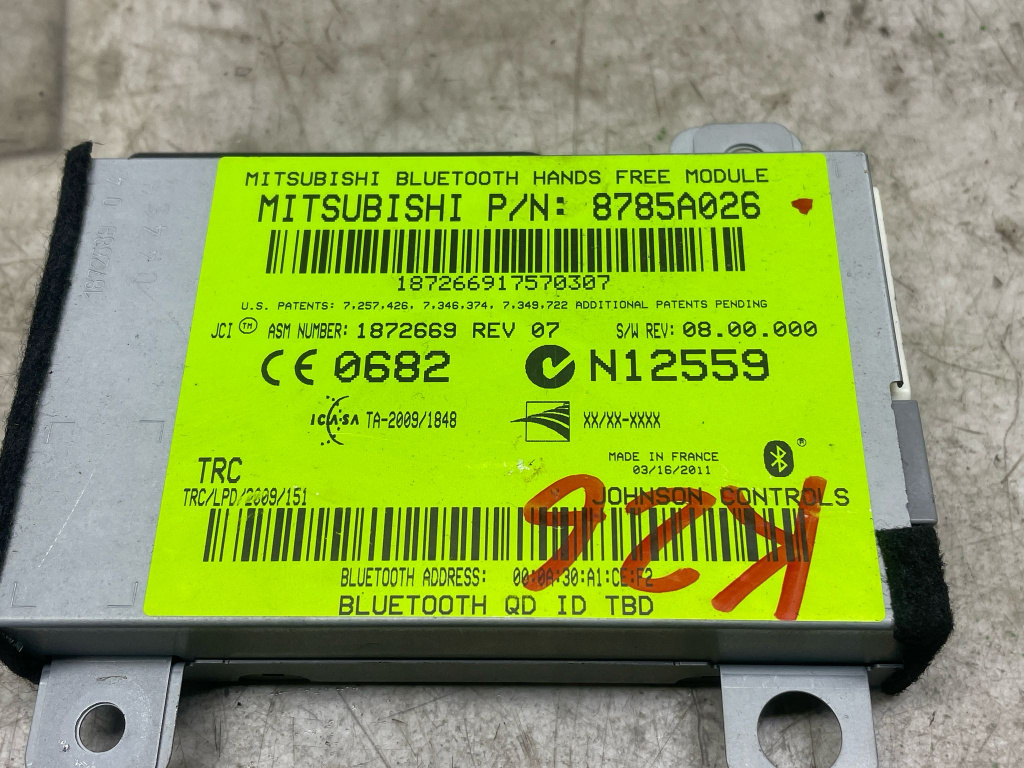 MITSUBISHI BLUETOOTH HANDS FREE MODULE
MITSUBISHI P/N: 8785A026
187266917570307
U.S. PATENTS: 7,257,426, 7,346,374, 7,349,722 ADDITIONAL PATENTS PENDING
JCI TM ASM NUMBER: 1872669 REV 07 S/W REV: 08.00.000
CE 0682 N12559
ICASA TA-2009/1848 XX/XX-XXXX
MADE IN FRANCE
03/16/2011
TRC
TRC/LPD/2009/151
JOHNSON CONTROLS
BLUETOOTH ADDRESS: 00:0A:30:A1:CE:F2
BLUETOOTH QD ID TBD
K26